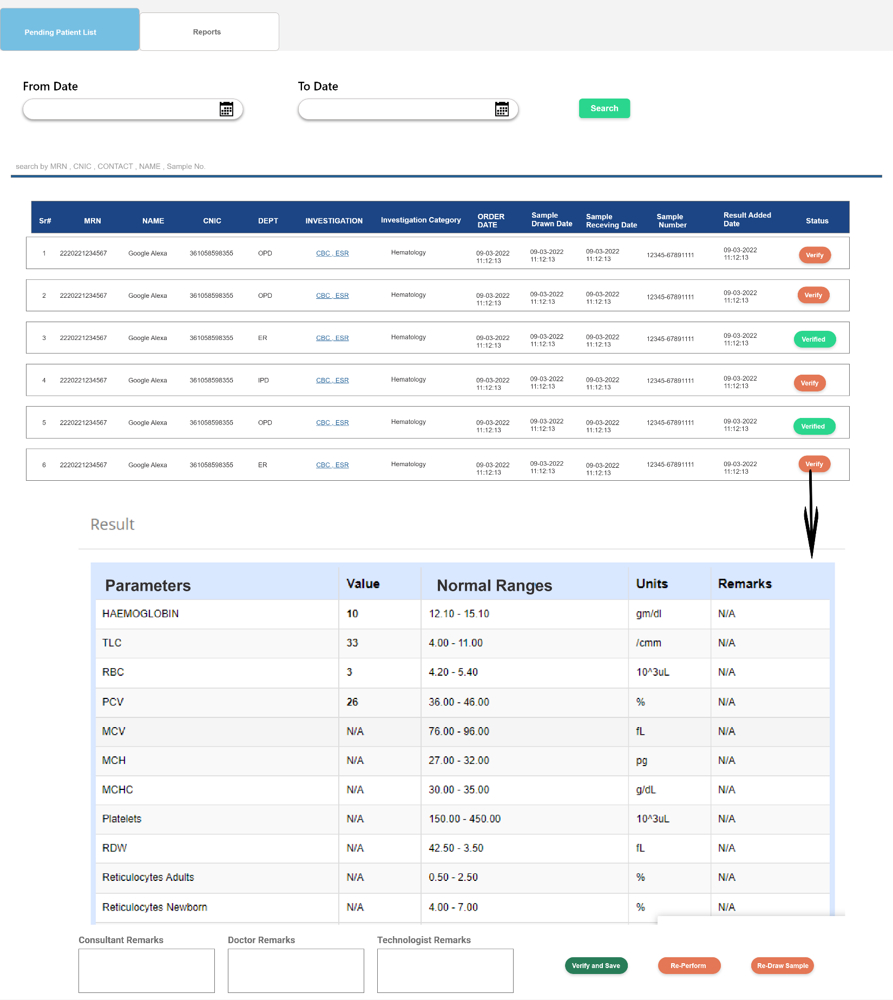 Pending Patient List
Reports
From Date
To Date
Search
search by MRN , CNIC , CONTACT , NAME , Sample No.
Sr# MRN NAME CNIC DEPT INVESTIGATION Investigation Category ORDER DATE Sample Drawn Date Sample Receving Date Sample Number Result Added Date Status
1 2220221234567 Google Alexa 361058598355 OPD CBC , ESR Hematology 09-03-2022 11:12:13 09-03-2022 11:12:13 09-03-2022 11:12:13 12345-67891111 09-03-2022 11:12:13 Verify
2 2220221234567 Google Alexa 361058598355 OPD CBC , ESR Hematology 09-03-2022 11:12:13 09-03-2022 11:12:13 09-03-2022 11:12:13 12345-67891111 09-03-2022 11:12:13 Verify
3 2220221234567 Google Alexa 361058598355 ER CBC , ESR Hematology 09-03-2022 11:12:13 09-03-2022 11:12:13 09-03-2022 11:12:13 12345-67891111 09-03-2022 11:12:13 Verified
4 2220221234567 Google Alexa 361058598355 IPD CBC , ESR Hematology 09-03-2022 11:12:13 09-03-2022 11:12:13 09-03-2022 11:12:13 12345-67891111 09-03-2022 11:12:13 Verify
5 2220221234567 Google Alexa 361058598355 OPD CBC , ESR Hematology 09-03-2022 11:12:13 09-03-2022 11:12:13 09-03-2022 11:12:13 12345-67891111 09-03-2022 11:12:13 Verified
6 2220221234567 Google Alexa 361058598355 ER CBC , ESR Hematology 09-03-2022 11:12:13 09-03-2022 11:12:13 09-03-2022 11:12:13 12345-67891111 09-03-2022 11:12:13 Verify
Result
Parameters Value Normal Ranges Units Remarks
HAEMOGLOBIN 10 12.10 - 15.10 gm/dl N/A
TLC 33 4.00 - 11.00 /cmm N/A
RBC 3 4.20 - 5.40 10^3uL N/A
PCV 26 36.00 - 46.00 % N/A
MCV N/A 76.00 - 96.00 fL N/A
MCH N/A 27.00 - 32.00 pg N/A
MCHC N/A 30.00 - 35.00 g/dL N/A
Platelets N/A 150.00 - 450.00 10^3uL N/A
RDW N/A 42.50 - 3.50 fL N/A
Reticulocytes Adults N/A 0.50 - 2.50 % N/A
Reticulocytes Newborn N/A 4.00 - 7.00 % N/A
Consultant Remarks
Doctor Remarks
Technologist Remarks
Verify and Save
Re-Perform
Re-Draw Sample